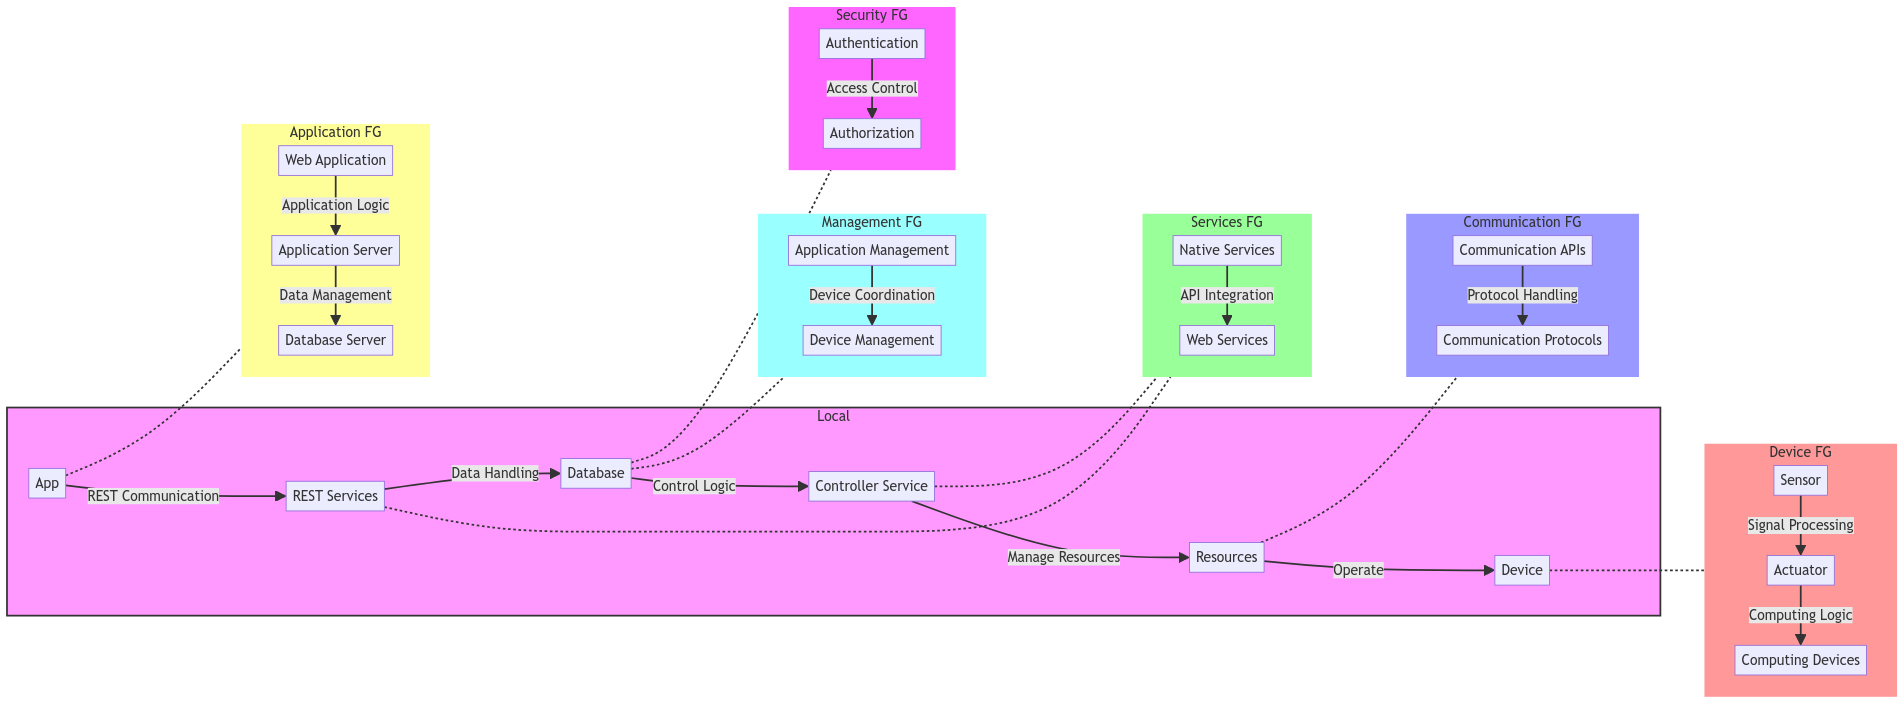 Security FG
Authentication
Access Control
Authorization
Application FG
Web Application
Application Logic
Application Server
Data Management
Database Server
Management FG
Application Management
Device Coordination
Device Management
Services FG
Native Services
API Integration
Web Services
Communication FG
Communication APIs
Protocol Handling
Communication Protocols
Local
App
REST Communication
REST Services
Data Handling
Database
Control Logic
Controller Service
Manage Resources
Resources
Operate
Device
Device FG
Sensor
Signal Processing
Actuator
Computing Logic
Computing Devices